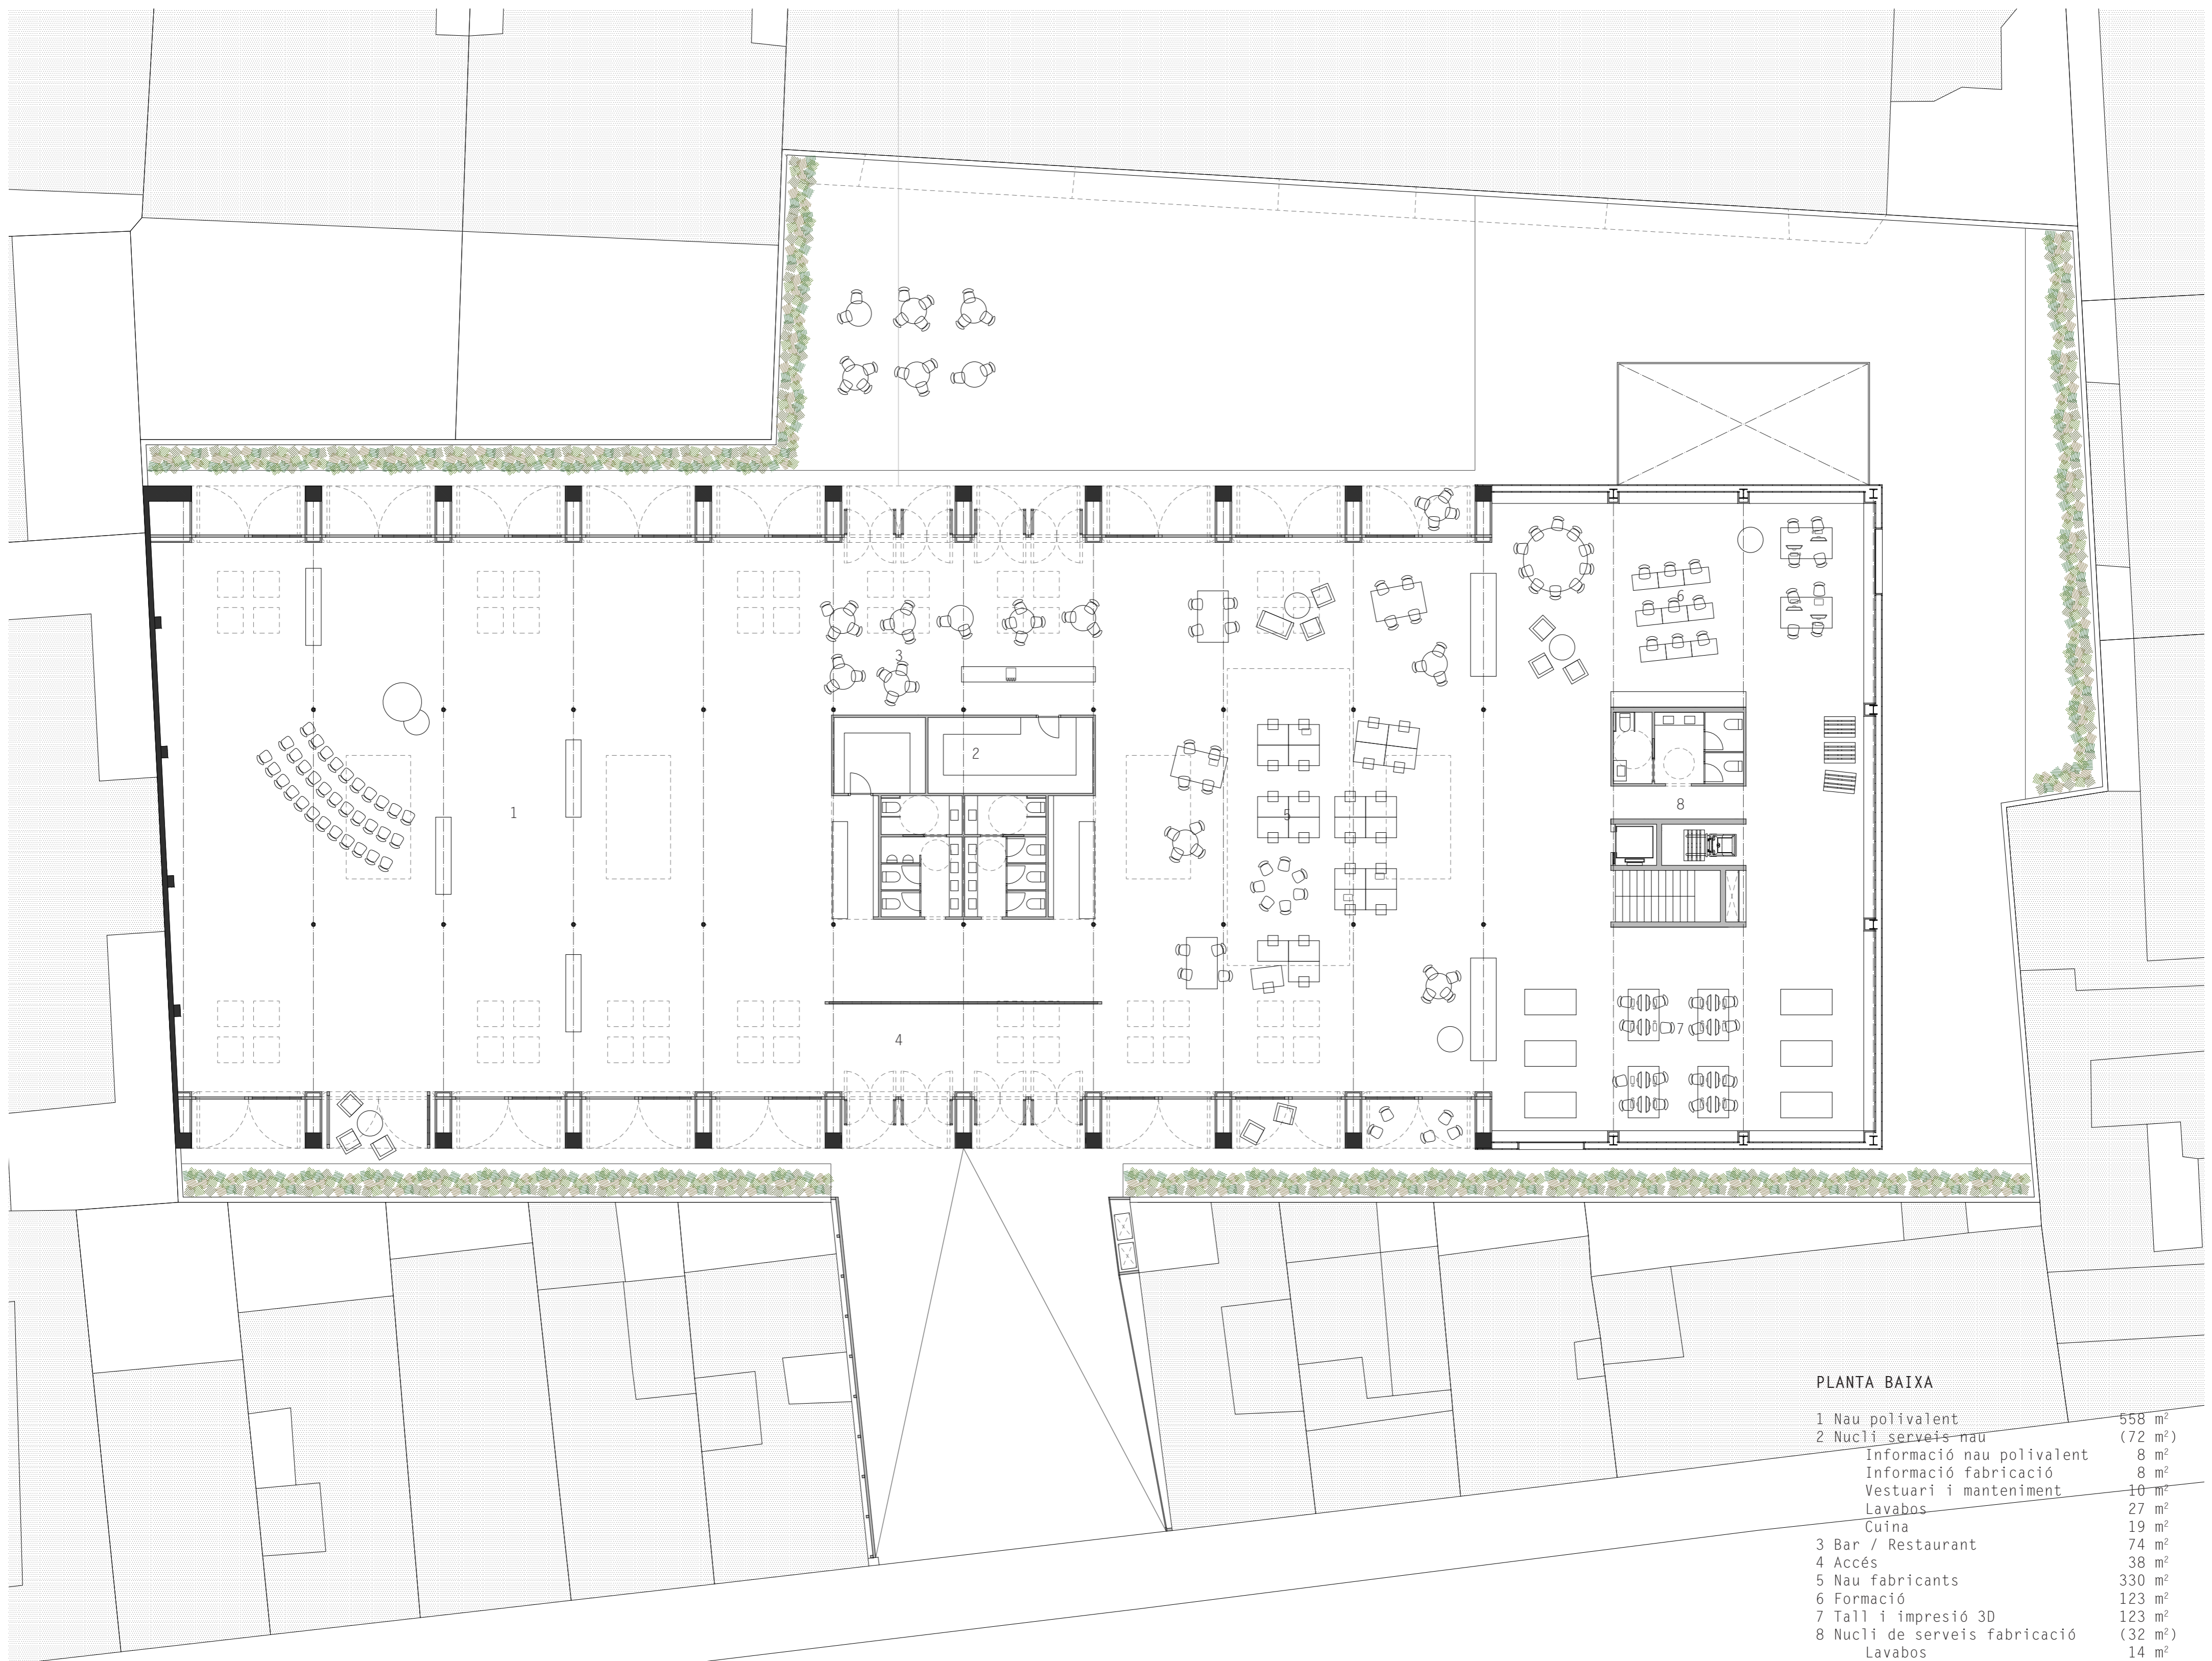 3
6
2
1
5
8
7
4
PLANTA BAIXA
1 Nau polivalent 558 m²
2 Nucli serveis nau (72 m²)
Informació nau polivalent 8 m²
Informació fabricació 8 m²
Vestuari i manteniment 10 m²
Lavabos 27 m²
Cuina 19 m²
3 Bar / Restaurant 74 m²
4 Accés 38 m²
5 Nau fabricants 330 m²
6 Formació 123 m²
7 Tall i impresió 3D 123 m²
8 Nucli de serveis fabricació (32 m²)
Lavabos 14 m²